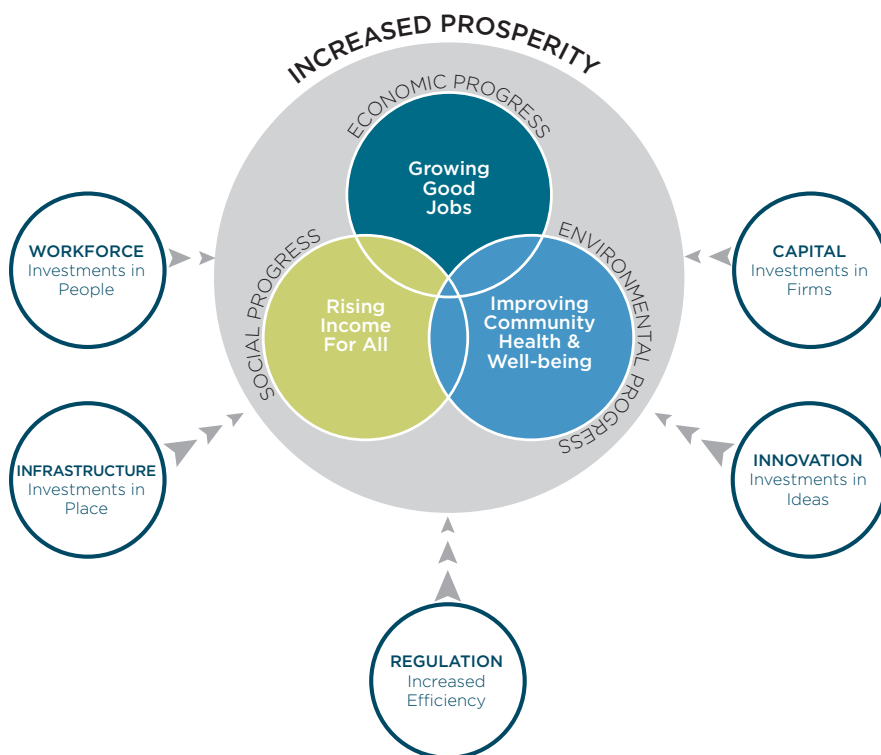 INCREASED PROSPERITY
ECONOMIC PROGRESS
Growing
Good
Jobs
SOCIAL PROGRESS
Rising
Income
For All
ENVIRONMENTAL PROGRESS
Improving
Community
Health &
Well-being
WORKFORCE
Investments in
People
CAPITAL
Investments in
Firms
INFRASTRUCTURE
Investments in
Place
INNOVATION
Investments in
Ideas
REGULATION
Increased
Efficiency